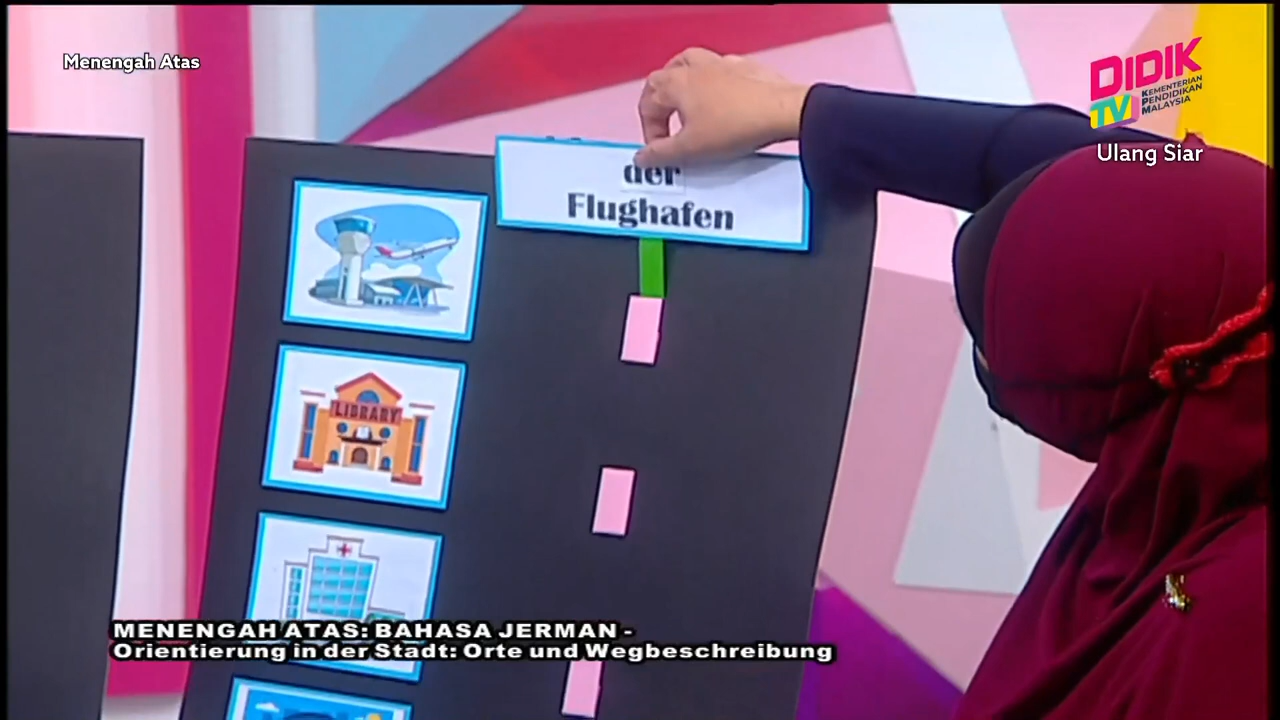 Menengah Atas
DIDIK
TV
KEMENTERIAN
PENDIDIKAN
MALAYSIA
Ulang Siar
der
Flughafen
LIBRARY
MENENGAH ATAS: BAHASA JERMAN -
Orientierung in der Stadt: Orte und Wegbeschreibung